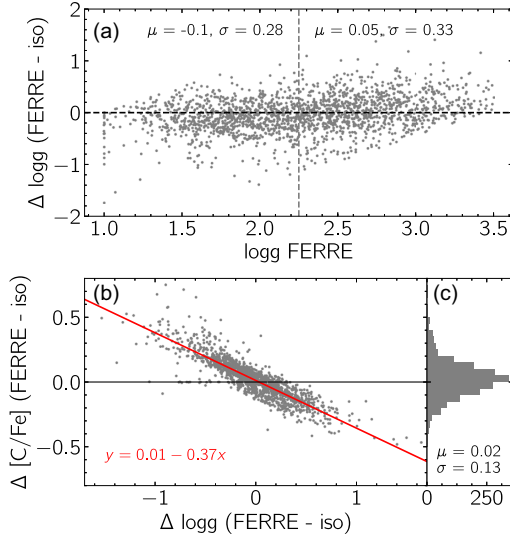 (a)
μ = -0.1, σ = 0.28
μ = 0.05, σ = 0.33
2
1
0
−1
−2
Δ logg (FERRE - iso)
1.0 1.5 2.0 2.5 3.0 3.5
logg FERRE
(b)
(c)
0.5
0.0
−0.5
Δ [C/Fe] (FERRE - iso)
y = 0.01 − 0.37x
μ = 0.02
σ = 0.13
−1 0 1 0 250
Δ logg (FERRE - iso)